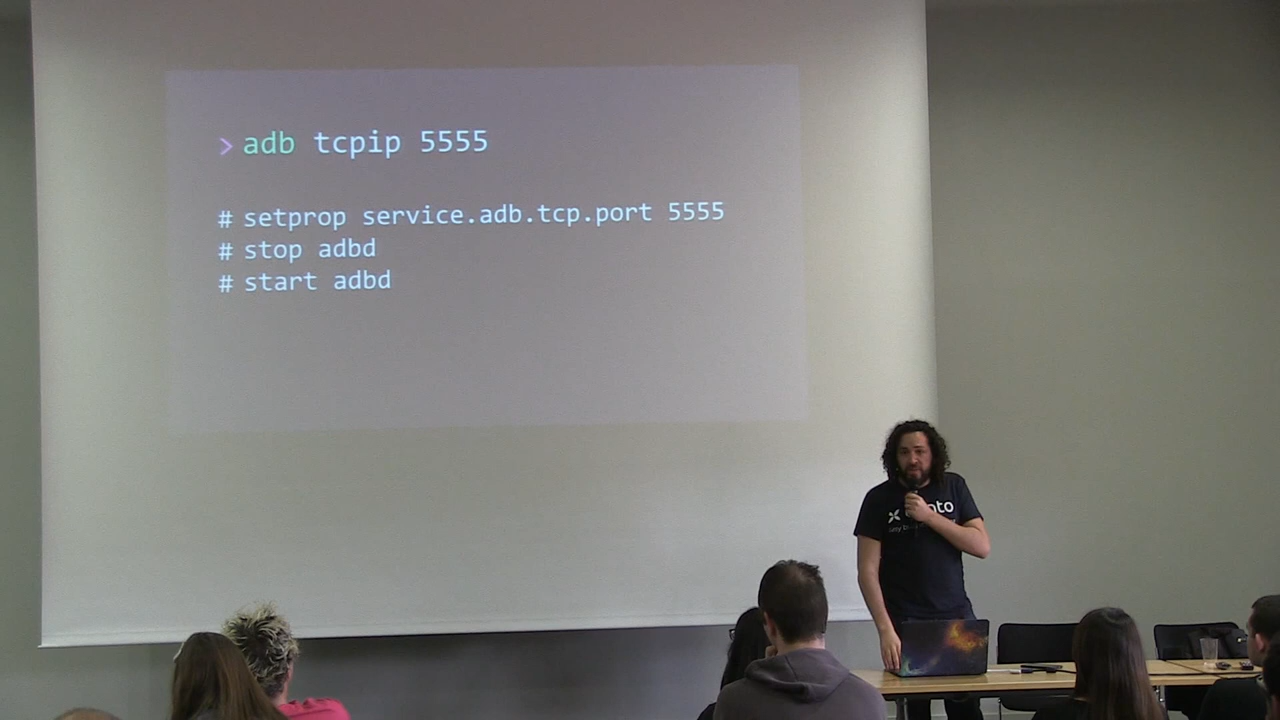 > adb tcpip 5555
# setprop service.adb.tcp.port 5555
# stop adbd
# start adbd